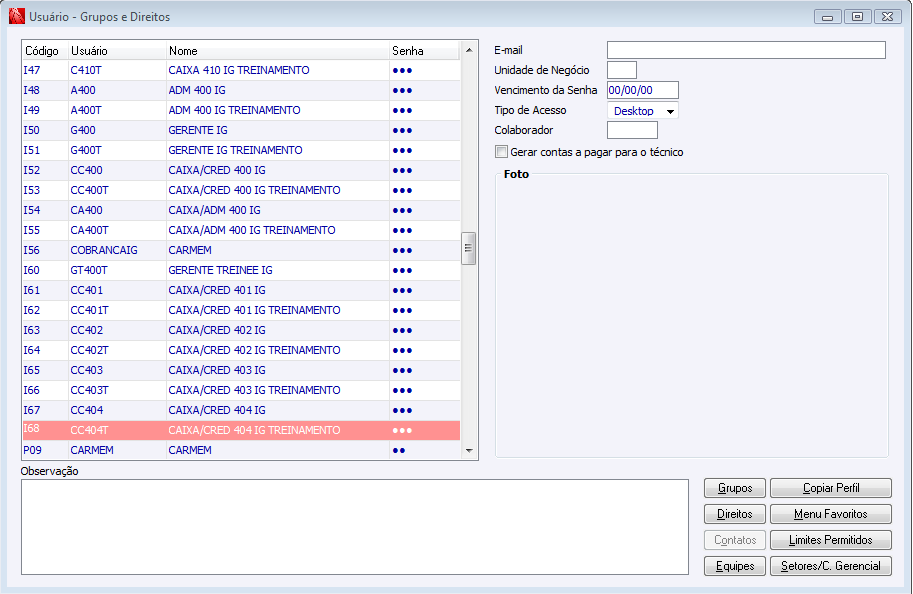 Usuário - Grupos e Direitos
Código Usuário Nome Senha
I47 C410T CAIXA 410 IG TREINAMENTO •••
I48 A400 ADM 400 IG •••
I49 A400T ADM 400 IG TREINAMENTO •••
I50 G400 GERENTE IG •••
I51 G400T GERENTE IG TREINAMENTO •••
I52 CC400 CAIXA/CRED 400 IG •••
I53 CC400T CAIXA/CRED 400 IG TREINAMENTO •••
I54 CA400 CAIXA/ADM 400 IG •••
I55 CA400T CAIXA/ADM 400 IG TREINAMENTO •••
I56 COBRANCAIG CARMEM •••
I60 GT400T GERENTE TREINEE IG •••
I61 CC401 CAIXA/CRED 401 IG •••
I62 CC401T CAIXA/CRED 401 IG TREINAMENTO •••
I63 CC402 CAIXA/CRED 402 IG •••
I64 CC402T CAIXA/CRED 402 IG TREINAMENTO •••
I65 CC403 CAIXA/CRED 403 IG •••
I66 CC403T CAIXA/CRED 403 IG TREINAMENTO •••
I67 CC404 CAIXA/CRED 404 IG •••
I68 CC404T CAIXA/CRED 404 IG TREINAMENTO •••
P09 CARMEM CARMEM ••
E-mail
Unidade de Negócio
Vencimento da Senha 00/00/00
Tipo de Acesso Desktop
Colaborador
Gerar contas a pagar para o técnico
Foto
Observação
Grupos Copiar Perfil
Direitos Menu Favoritos
Contatos Limites Permitidos
Equipes Setores/C. Gerencial